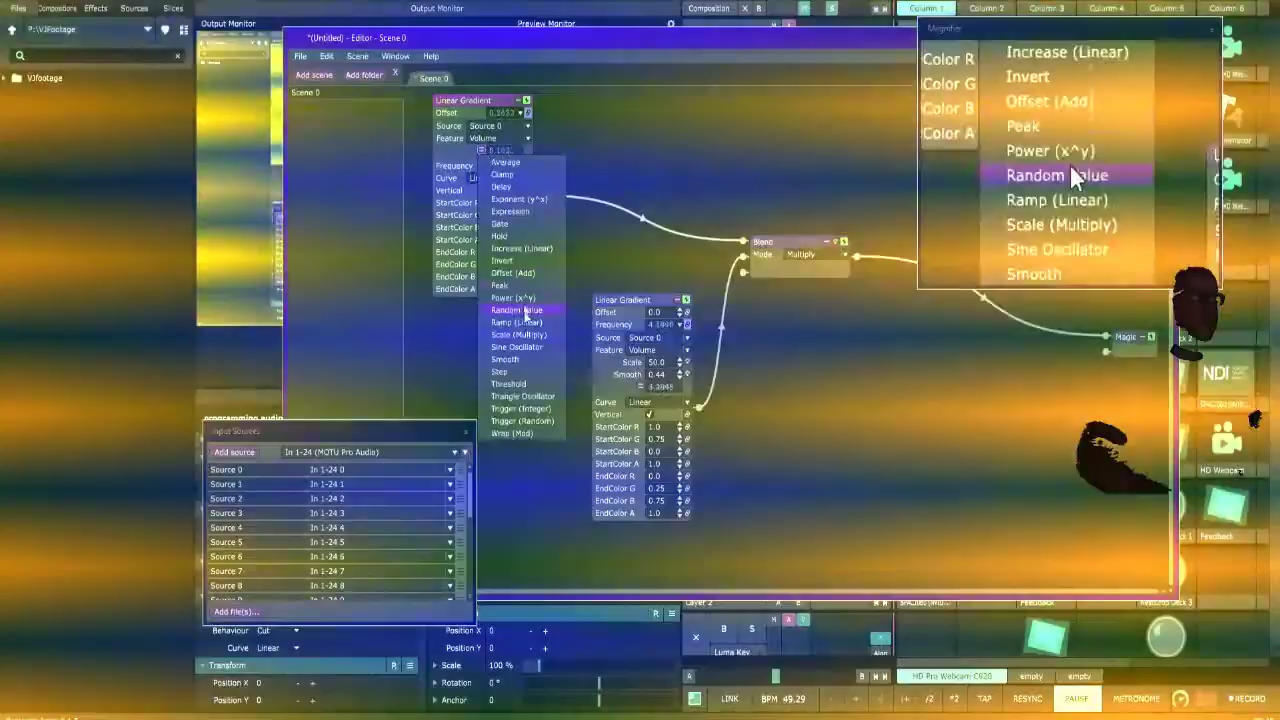 Files Compositions Effects Sources Slices
Output Monitor
Composition X B
Column 1 Column 2 Column 3 Column 4 Column 5 Column 6
P:\VJFootage
VJFootage
Output Monitor
Preview Monitor
*(Untitled) - Editor - Scene 0
File Edit Scene Window Help
Add scene Add folder X Scene 0
Scene 0
Linear Gradient
Offset
Source Source 0
Feature Volume
Frequency
Curve
Vertical
StartColor
StartColor
StartColor
StartColor
EndColor R
EndColor G
EndColor B
EndColor A
Average
Clamp
Delay
Exponent (y^x)
Expression
Gate
Hold
Increase (Linear)
Invert
Offset (Add)
Peak
Power (x^y)
Random Value
Ramp (Linear)
Scale (Multiply)
Sine Oscillator
Smooth
Step
Threshold
Triangle Oscillator
Trigger (Integer)
Trigger (Random)
Wrap (Mod)
Blend
Mode Multiply
Linear Gradient
Offset 0.0
Frequency
Source Source 0
Feature Volume
Scale 50.0
Smooth 0.44
Curve Linear
Vertical
StartColor R 1.0
StartColor G 0.75
StartColor B 0.0
StartColor A 1.0
EndColor R 0.0
EndColor G 0.25
EndColor B 0.75
EndColor A 1.0
Magic
Magnifier
Color R
Color G
Color B
Color A
Increase (Linear)
Invert
Offset (Add)
Peak
Power (x^y)
Random Value
Ramp (Linear)
Scale (Multiply)
Sine Oscillator
Smooth
NDI
HD Webcam
Feedback
Input Sources
Add source In 1-24 (MOTU Pro Audio)
Source 0 In 1-24 0
Source 1 In 1-24 1
Source 2 In 1-24 2
Source 3 In 1-24 3
Source 4 In 1-24 4
Source 5 In 1-24 5
Source 6 In 1-24 6
Source 7 In 1-24 7
Source 8 In 1-24 8
Add file(s)...
Behaviour Cut
Curve Linear
Transform R
Position X 0
Position Y 0
R
Position X 0 - +
Position Y 0 - +
Scale 100 %
Rotation 0 °
Anchor 0
Layer 2
X B S
Luma Key
A B
Feedback
HD Pro Webcam C920 empty empty
LINK BPM 49.29 - + /2 *2 TAP RESYNC PAUSE METRONOME RECORD